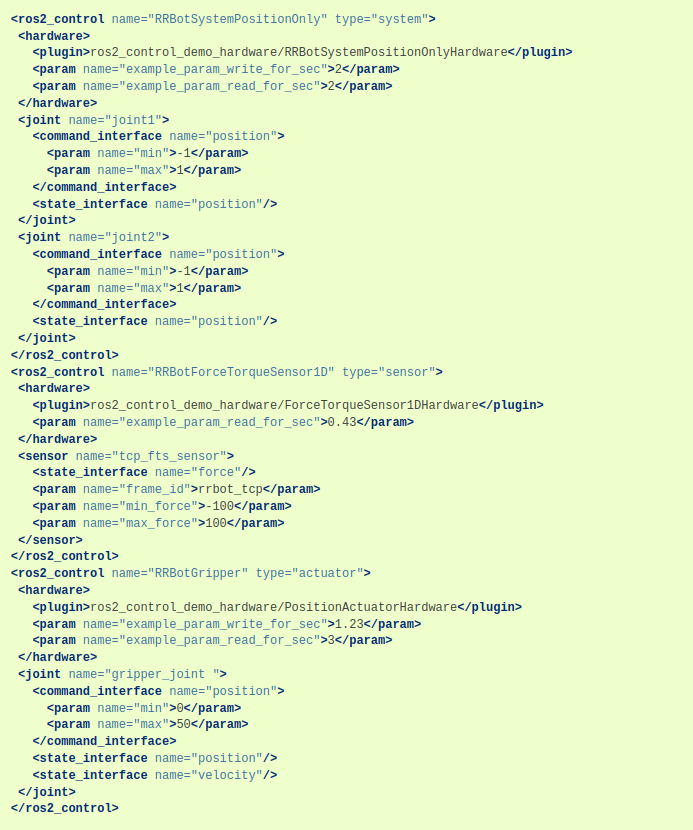 <ros2_control name="RRBotSystemPositionOnly" type="system">
 <hardware>
   <plugin>ros2_control_demo_hardware/RRBotSystemPositionOnlyHardware</plugin>
   <param name="example_param_write_for_sec">2</param>
   <param name="example_param_read_for_sec">2</param>
 </hardware>
 <joint name="joint1">
   <command_interface name="position">
     <param name="min">-1</param>
     <param name="max">1</param>
   </command_interface>
   <state_interface name="position"/>
 </joint>
 <joint name="joint2">
   <command_interface name="position">
     <param name="min">-1</param>
     <param name="max">1</param>
   </command_interface>
   <state_interface name="position"/>
 </joint>
</ros2_control>
<ros2_control name="RRBotForceTorqueSensor1D" type="sensor">
 <hardware>
   <plugin>ros2_control_demo_hardware/ForceTorqueSensor1DHardware</plugin>
   <param name="example_param_read_for_sec">0.43</param>
 </hardware>
 <sensor name="tcp_fts_sensor">
   <state_interface name="force"/>
   <param name="frame_id">rrbot_tcp</param>
   <param name="min_force">-100</param>
   <param name="max_force">100</param>
 </sensor>
</ros2_control>
<ros2_control name="RRBotGripper" type="actuator">
 <hardware>
   <plugin>ros2_control_demo_hardware/PositionActuatorHardware</plugin>
   <param name="example_param_write_for_sec">1.23</param>
   <param name="example_param_read_for_sec">3</param>
 </hardware>
 <joint name="gripper_joint ">
   <command_interface name="position">
     <param name="min">0</param>
     <param name="max">50</param>
   </command_interface>
   <state_interface name="position"/>
   <state_interface name="velocity"/>
 </joint>
</ros2_control>